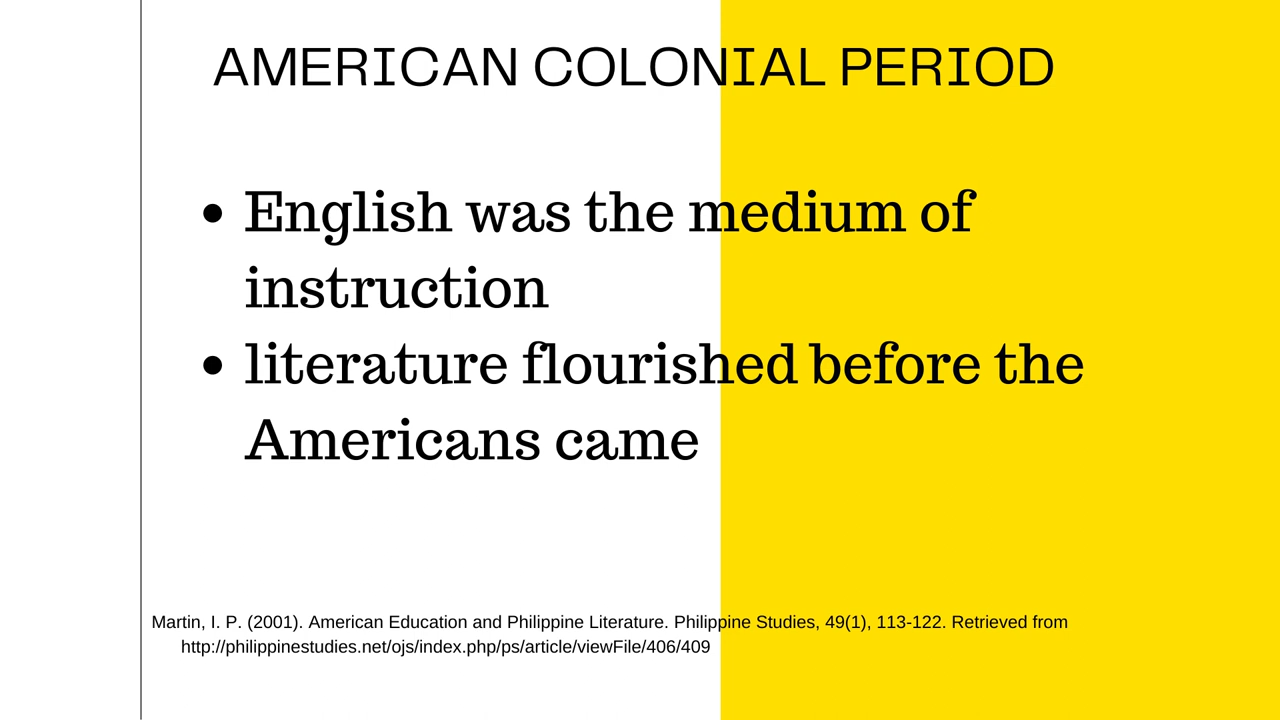 AMERICAN COLONIAL PERIOD
• English was the medium of
instruction
• literature flourished before the
Americans came
Martin, I. P. (2001). American Education and Philippine Literature. Philippine Studies, 49(1), 113-122. Retrieved from
http://philippinestudies.net/ojs/index.php/ps/article/viewFile/406/409